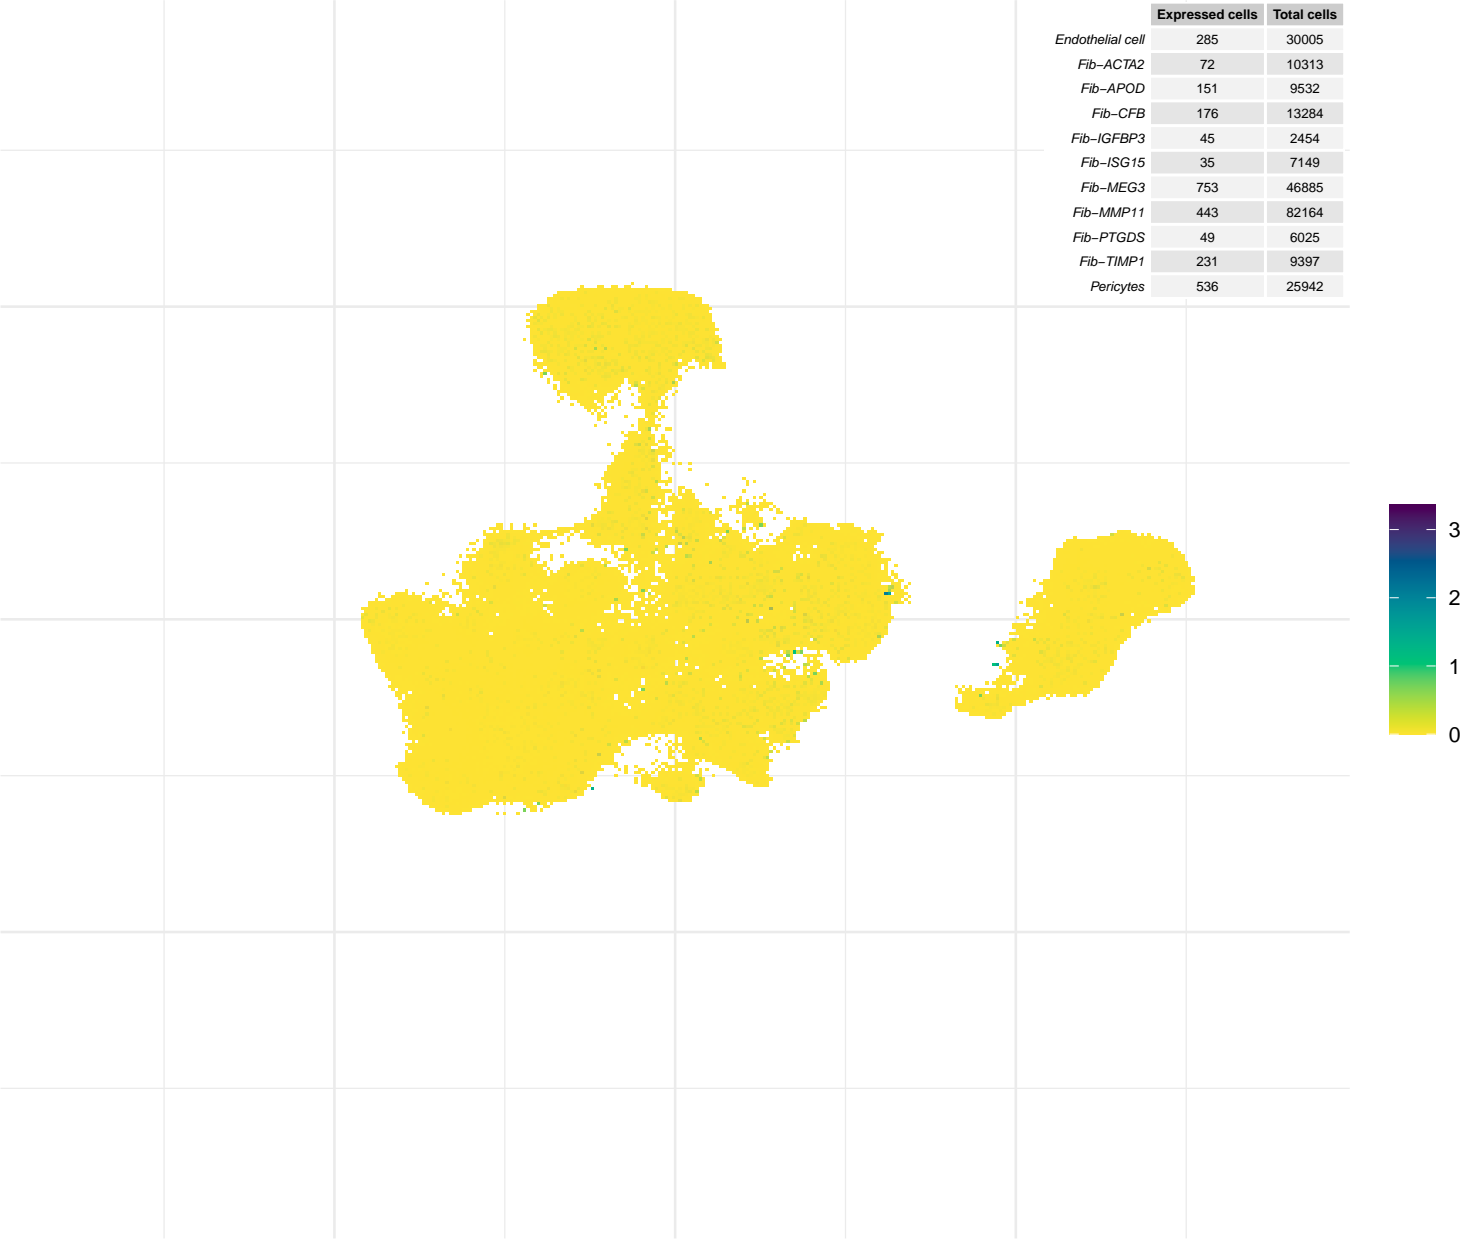 Expressed cells Total cells
Endothelial cell 285 30005
Fib−ACTA2 72 10313
Fib−APOD 151 9532
Fib−CFB 176 13284
Fib−IGFBP3 45 2454
Fib−ISG15 35 7149
Fib−MEG3 753 46885
Fib−MMP11 443 82164
Fib−PTGDS 49 6025
Fib−TIMP1 231 9397
Pericytes 536 25942
3
2
1
0